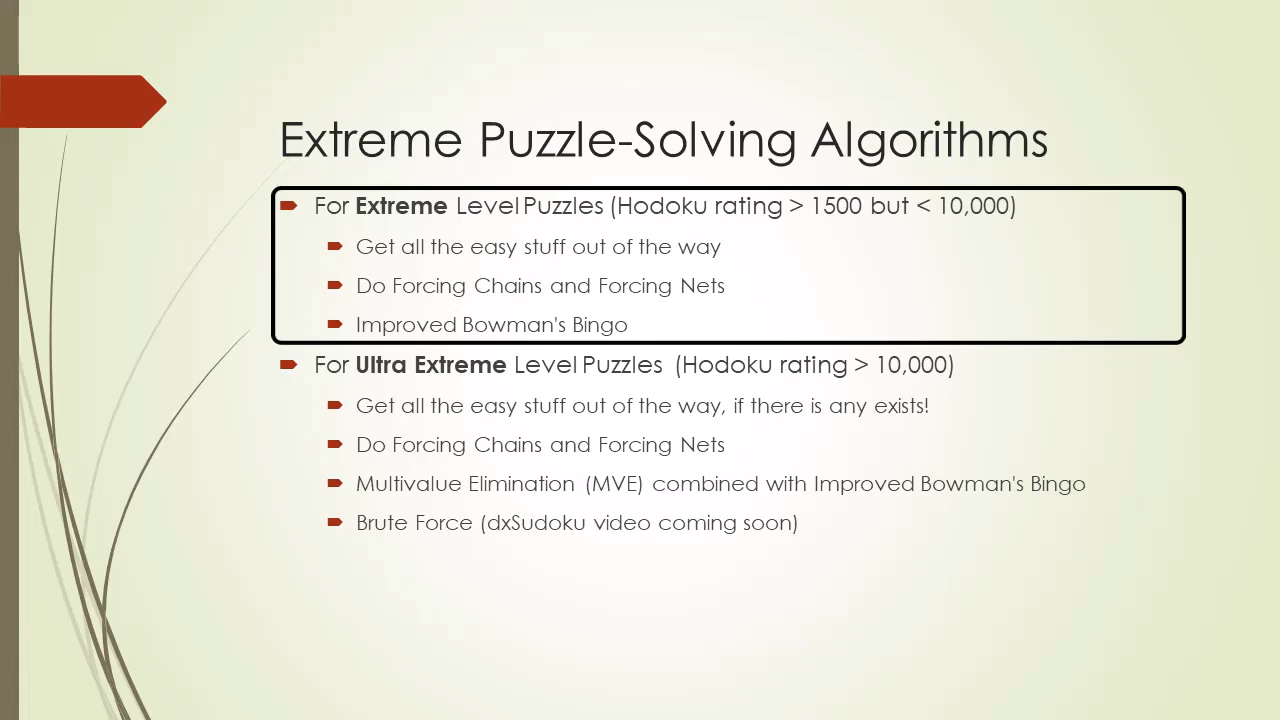 Extreme Puzzle-Solving Algorithms
For Extreme Level Puzzles (Hodoku rating > 1500 but < 10,000)
Get all the easy stuff out of the way
Do Forcing Chains and Forcing Nets
Improved Bowman's Bingo
For Ultra Extreme Level Puzzles (Hodoku rating > 10,000)
Get all the easy stuff out of the way, if there is any exists!
Do Forcing Chains and Forcing Nets
Multivalue Elimination (MVE) combined with Improved Bowman's Bingo
Brute Force (dxSudoku video coming soon)